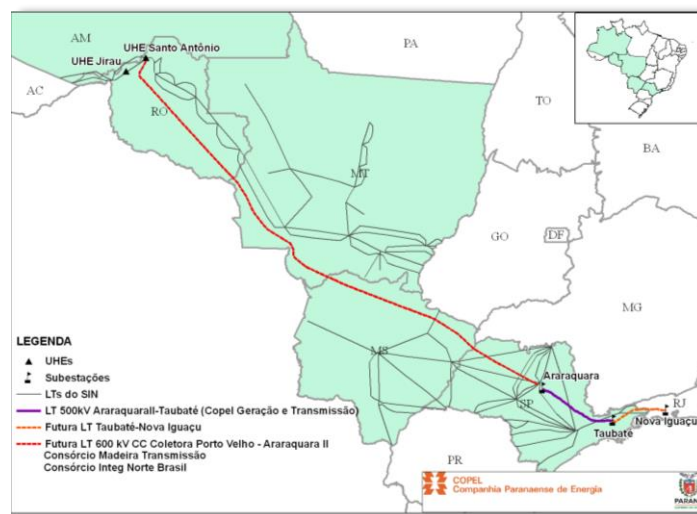 AM
UHE Santo Antônio
PA
UHE Jirau
AC
TO
RO
BA
MT
GO
DF
MG
MS
Araraquara
SP
RJ
Nova Iguaçu
Taubaté
PR
LEGENDA
UHEs
Subestações
LTs do SIN
LT 500kV AraraquaraII-Taubaté (Copel Geração e Transmissão)
Futura LT Taubaté-Nova Iguaçu
Futura LT 600 kV CC Coletora Porto Velho - Araraquara II
Consórcio Madeira Transmissão
Consórcio Integ Norte Brasil
COPEL
Companhia Paranaense de Energia
PARANÁ